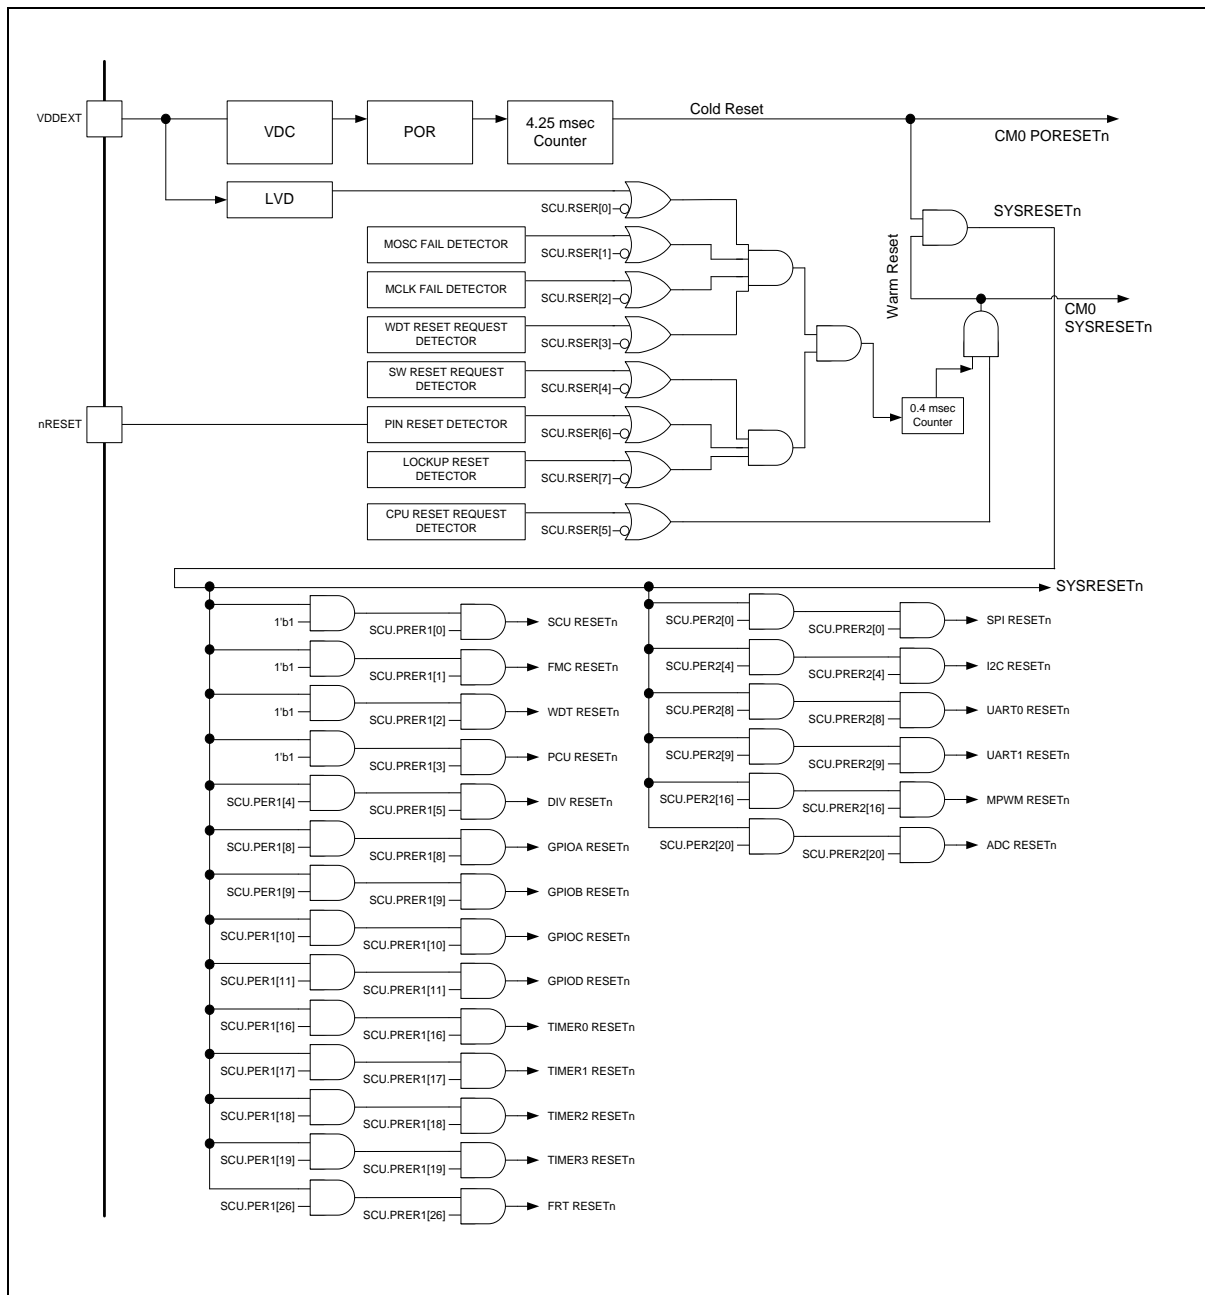 VDDEXT
VDC
POR
4.25 msec
Counter
Cold Reset
CM0 PORESETn
LVD
SCU.RSER[0]
SYSRESETn
MOSC FAIL DETECTOR
SCU.RSER[1]
Warm Reset
MCLK FAIL DETECTOR
SCU.RSER[2]
CM0
SYSRESETn
WDT RESET REQUEST
DETECTOR
SCU.RSER[3]
SW RESET REQUEST
DETECTOR
SCU.RSER[4]
0.4 msec
Counter
nRESET
PIN RESET DETECTOR
SCU.RSER[6]
LOCKUP RESET
DETECTOR
SCU.RSER[7]
CPU RESET REQUEST
DETECTOR
SCU.RSER[5]
SYSRESETn
1'b1
SCU.PRER1[0]
SCU RESETn
1'b1
SCU.PRER1[1]
FMC RESETn
1'b1
SCU.PRER1[2]
WDT RESETn
1'b1
SCU.PRER1[3]
PCU RESETn
SCU.PER1[4]
SCU.PRER1[5]
DIV RESETn
SCU.PER1[8]
SCU.PRER1[8]
GPIOA RESETn
SCU.PER1[9]
SCU.PRER1[9]
GPIOB RESETn
SCU.PER1[10]
SCU.PRER1[10]
GPIOC RESETn
SCU.PER1[11]
SCU.PRER1[11]
GPIOD RESETn
SCU.PER1[16]
SCU.PRER1[16]
TIMER0 RESETn
SCU.PER1[17]
SCU.PRER1[17]
TIMER1 RESETn
SCU.PER1[18]
SCU.PRER1[18]
TIMER2 RESETn
SCU.PER1[19]
SCU.PRER1[19]
TIMER3 RESETn
SCU.PER1[26]
SCU.PRER1[26]
FRT RESETn
SCU.PER2[0]
SCU.PRER2[0]
SPI RESETn
SCU.PER2[4]
SCU.PRER2[4]
I2C RESETn
SCU.PER2[8]
SCU.PRER2[8]
UART0 RESETn
SCU.PER2[9]
SCU.PRER2[9]
UART1 RESETn
SCU.PER2[16]
SCU.PRER2[16]
MPWM RESETn
SCU.PER2[20]
SCU.PRER2[20]
ADC RESETn